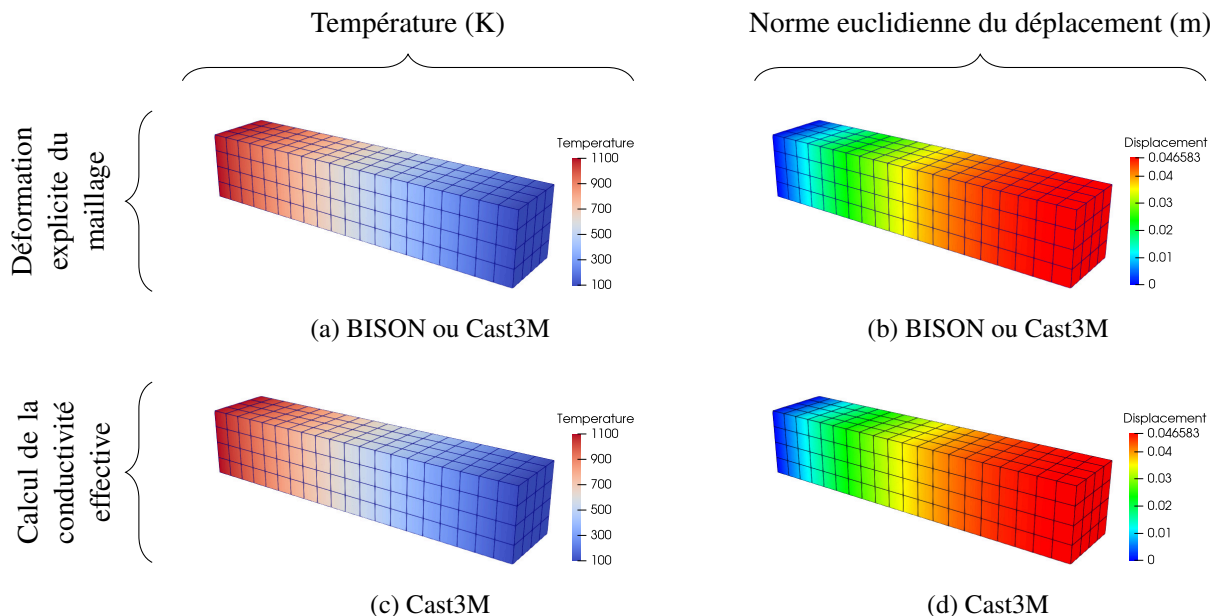 Température (K)
Norme euclidienne du déplacement (m)
Déformation
explicite du
maillage
Temperature
1100
900
700
500
300
100
(a) BISON ou Cast3M
Displacement
0.046583
0.04
0.03
0.02
0.01
0
(b) BISON ou Cast3M
Calcul de la
conductivité
effective
Temperature
1100
900
700
500
300
100
(c) Cast3M
Displacement
0.046583
0.04
0.03
0.02
0.01
0
(d) Cast3M